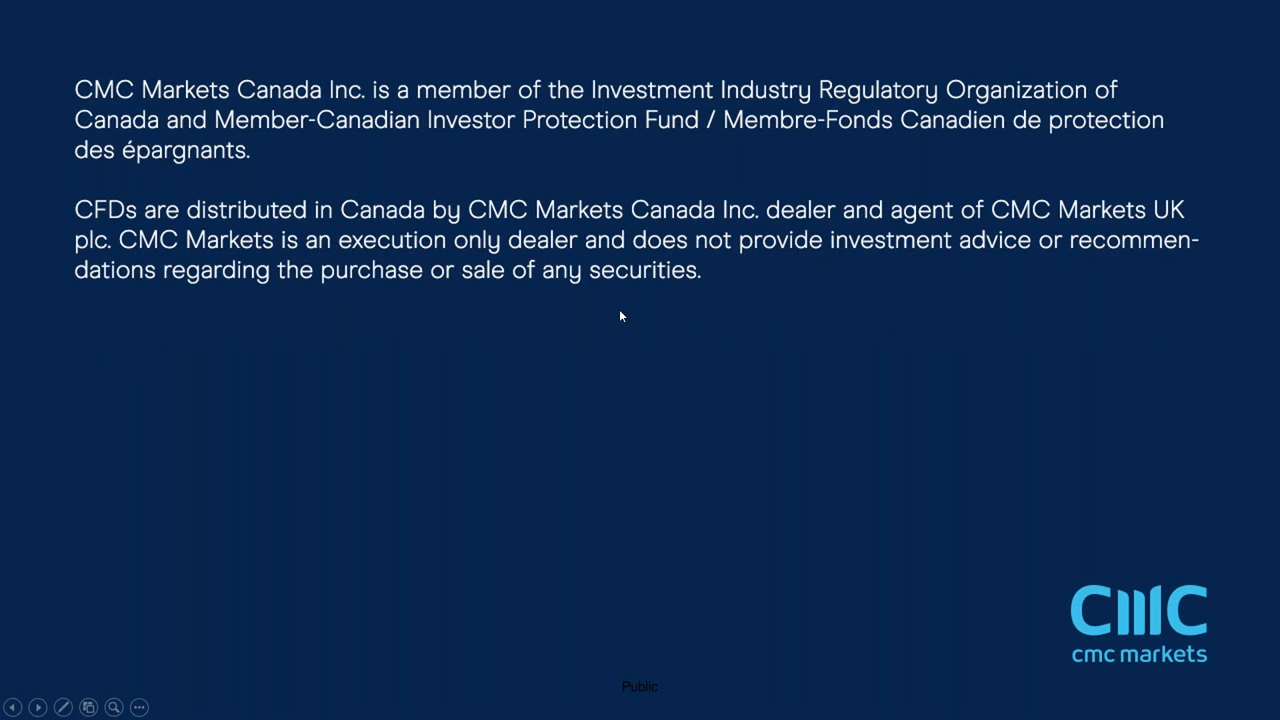 CMC Markets Canada Inc. is a member of the Investment Industry Regulatory Organization of
Canada and Member-Canadian Investor Protection Fund / Membre-Fonds Canadien de protection
des épargnants.
CFDs are distributed in Canada by CMC Markets Canada Inc. dealer and agent of CMC Markets UK
plc. CMC Markets is an execution only dealer and does not provide investment advice or recommen-
dations regarding the purchase or sale of any securities.
CMC
cmc markets
Public